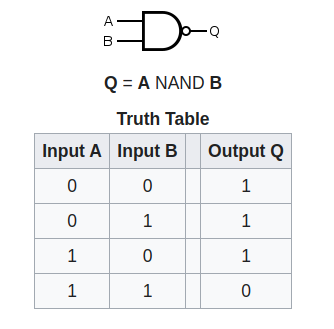 A
B
Q
Q = A NAND B
Truth Table
Input A Input B Output Q
0 0 1
0 1 1
1 0 1
1 1 0